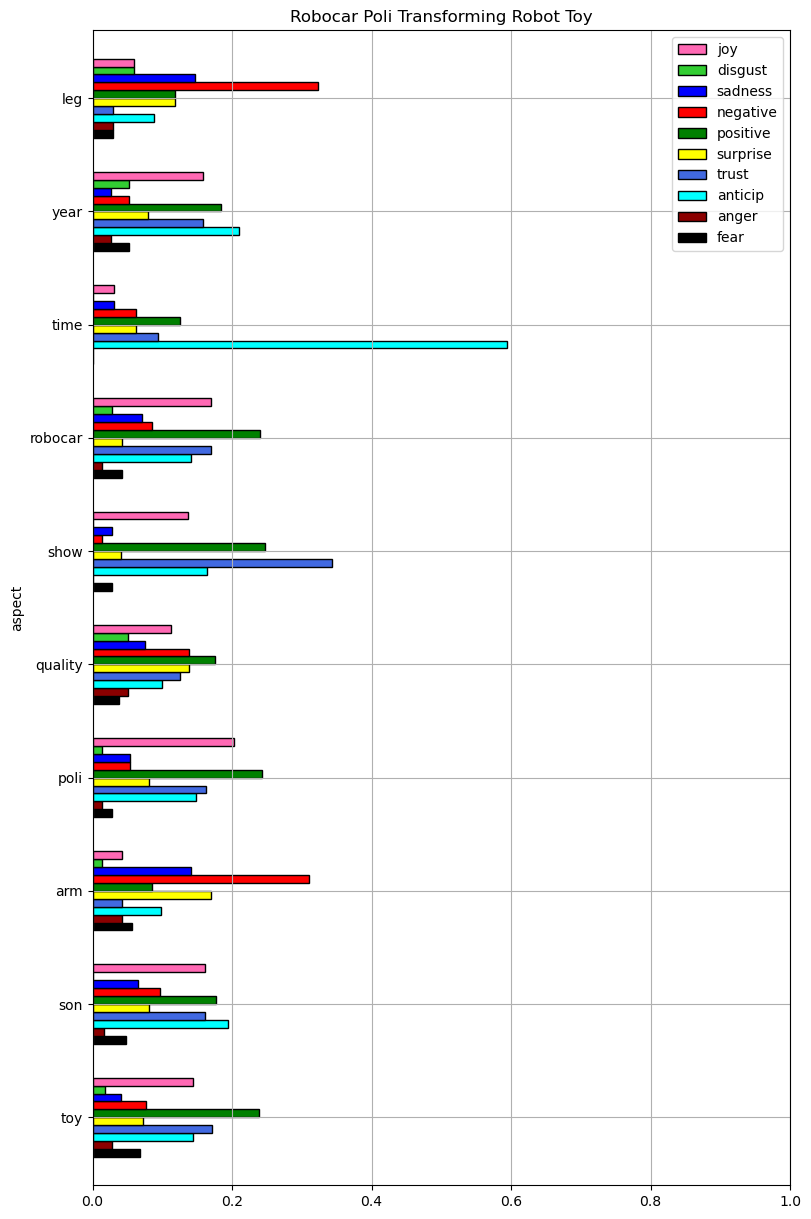 Robocar Poli Transforming Robot Toy
joy
disgust
sadness
negative
positive
surprise
trust
anticip
anger
fear
leg
year
time
robocar
show
quality
poli
arm
son
toy
aspect
0.0 0.2 0.4 0.6 0.8 1.0